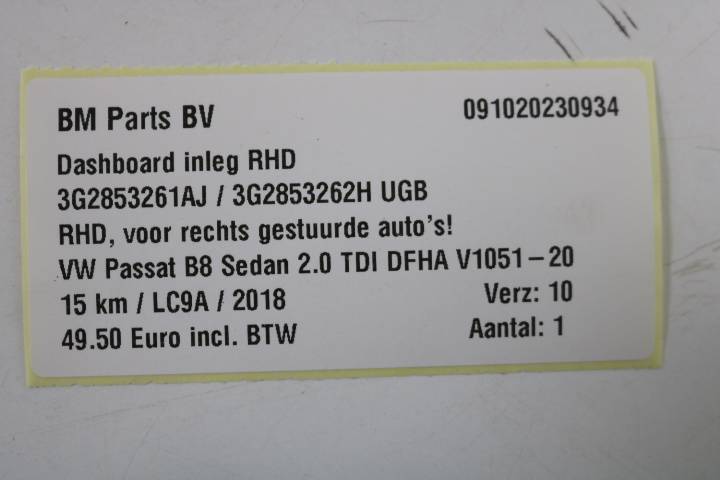 BM Parts BV 091020230934
Dashboard inleg RHD
3G2853261AJ / 3G2853262H UGB
RHD, voor rechts gestuurde auto's!
VW Passat B8 Sedan 2.0 TDI DFHA V1051-20
15 km / LC9A / 2018 Verz: 10
49.50 Euro incl. BTW Aantal: 1